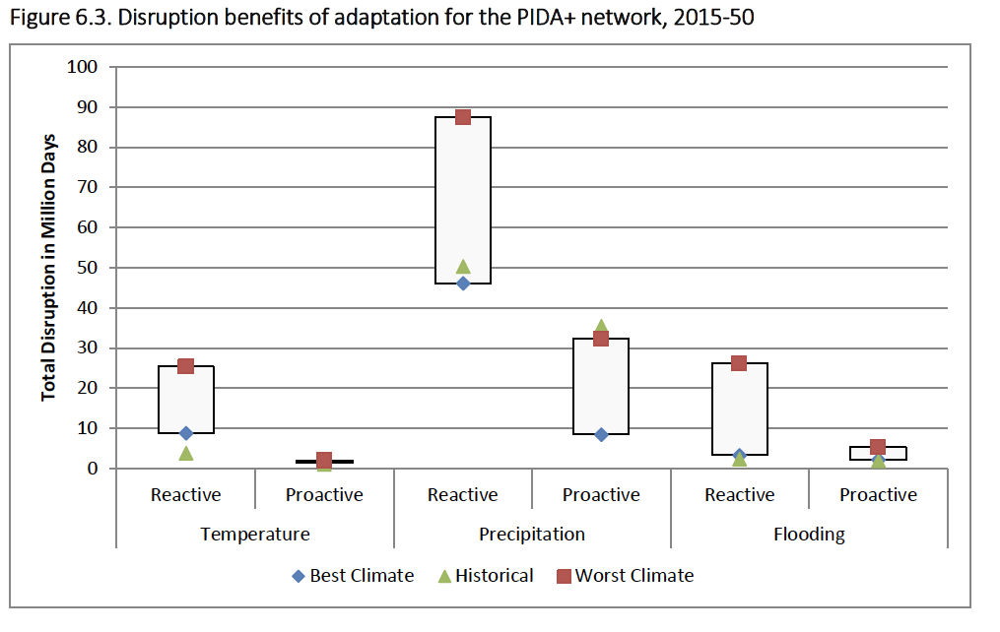 Figure 6.3. Disruption benefits of adaptation for the PIDA+ network, 2015-50
Total Disruption in Million Days
100
90
80
70
60
50
40
30
20
10
0
Reactive Proactive Reactive Proactive Reactive Proactive
Temperature Precipitation Flooding
Best Climate Historical Worst Climate